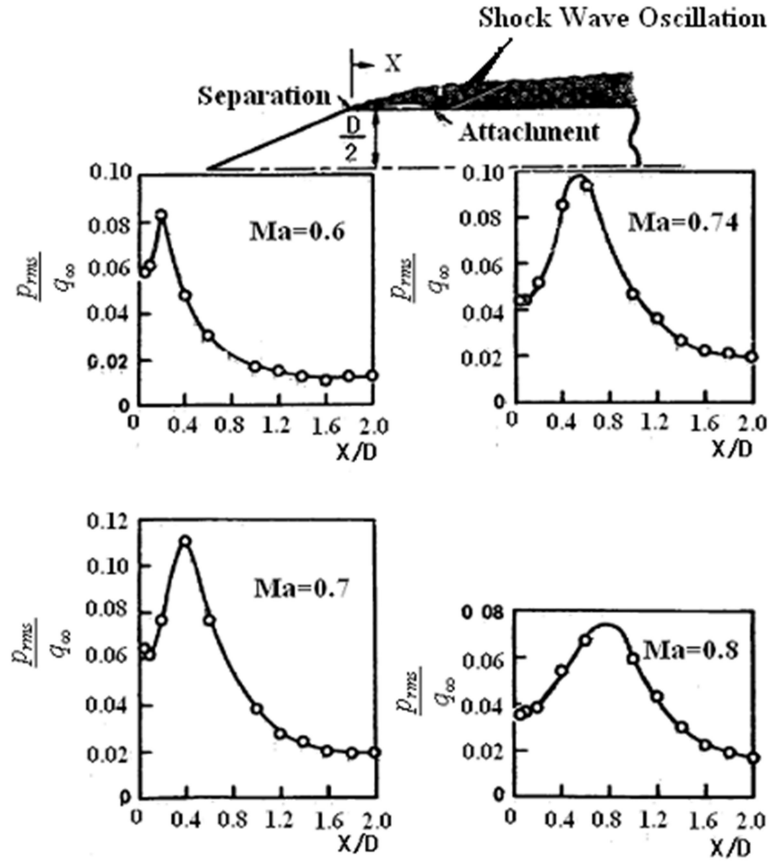 Shock Wave Oscillation
X
Separation
D
2
Attachment
0.10
0.08
0.06
0.04
0.02
0
Ma=0.6
p_rms
q∞
0 0.4 0.8 1.2 1.6 2.0
X/D
0.10
0.08
0.06
0.04
0.02
0
Ma=0.74
p_rms
q∞
0 0.4 0.8 1.2 1.6 2.0
X/D
0.12
0.10
0.08
0.06
0.04
0.02
0
Ma=0.7
p_rms
q∞
0 0.4 0.8 1.2 1.6 2.0
X/D
0 08
0.06
0.04
0.02
0
Ma=0.8
p_rms
q∞
0 0.4 0.8 1.2 1.6 2.0
X/D